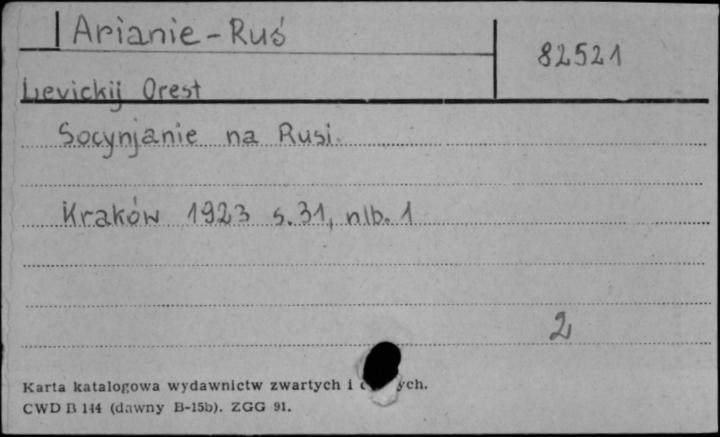 Arianie - Ruś
82521
Levickij Orest
Socynjanie na Rusi.
Kraków 1923 s. 31, nlb. 1
2
Karta katalogowa wydawnictw zwartych i
CWD B 144 (dawny B-15b). ZGG 91.